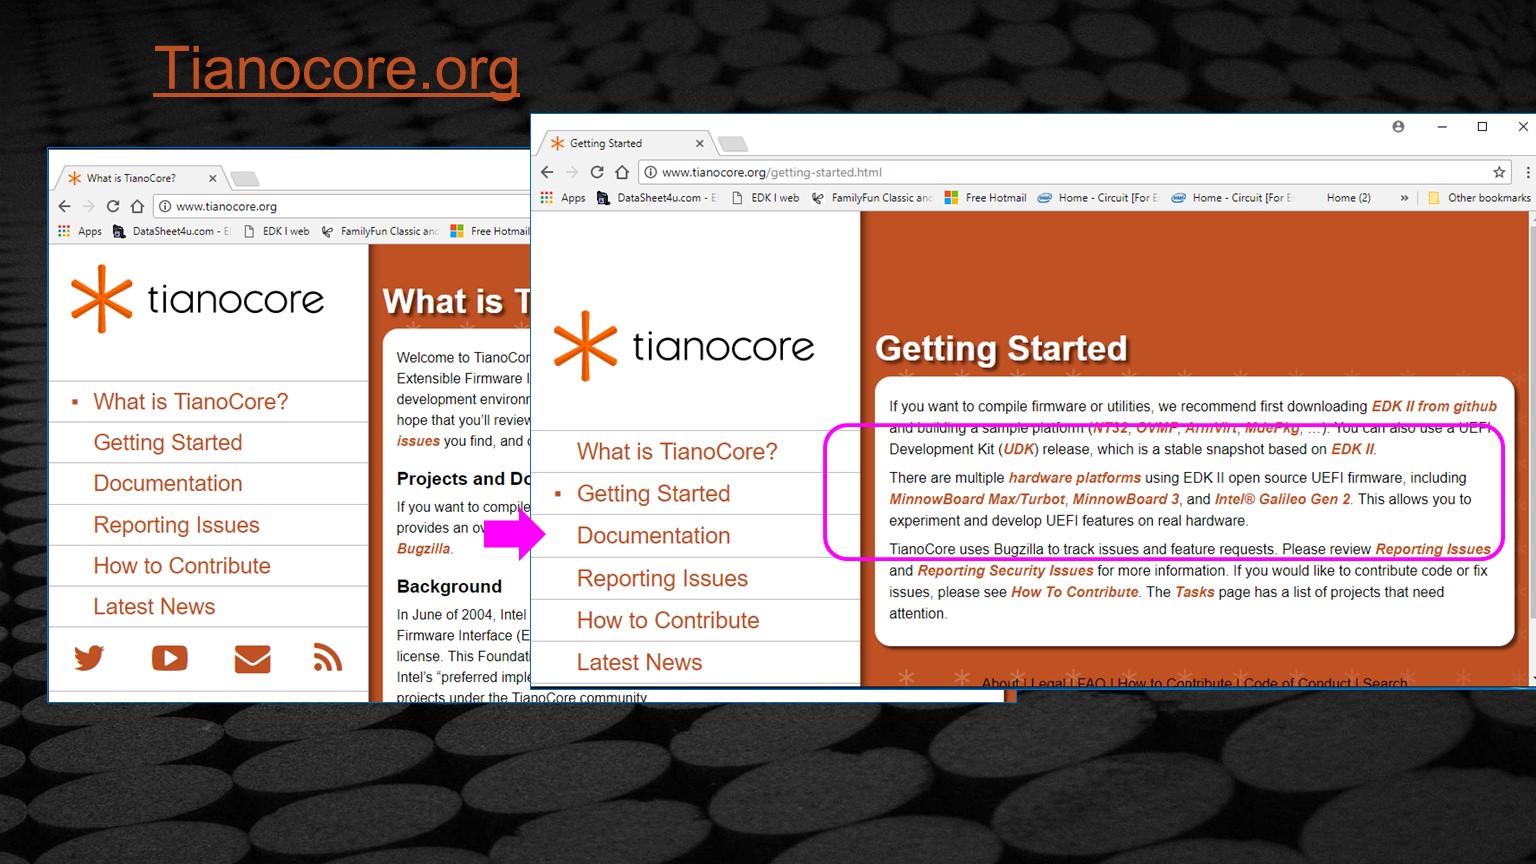 Tianocore.org
What is TianoCore?
www.tianocore.org
Apps DataSheet4u.com - E EDK I web FamilyFun Classic and Free Hotmail
tianocore
What is TianoCore?
Getting Started
Documentation
Reporting Issues
How to Contribute
Latest News
What is T
Welcome to TianoCor
Extensible Firmware I
development environm
hope that you'll review
issues you find, and c
Projects and Do
If you want to compile
provides an ov
Bugzilla.
Background
In June of 2004, Intel
Firmware Interface (E
license. This Foundati
Intel's “preferred imple
projects under the TianoCore community
Getting Started
www.tianocore.org/getting-started.html
Apps DataSheet4u.com - E EDK I web FamilyFun Classic and Free Hotmail Home - Circuit [For E Home - Circuit [For E Home (2) » Other bookmarks
tianocore
What is TianoCore?
Getting Started
Documentation
Reporting Issues
How to Contribute
Latest News
Getting Started
If you want to compile firmware or utilities, we recommend first downloading EDK II from github
and building a sample platform (NT32, OVMF, ArmVirt, MdePkg, ...). You can also use a UEFI
Development Kit (UDK) release, which is a stable snapshot based on EDK II.
There are multiple hardware platforms using EDK II open source UEFI firmware, including
MinnowBoard Max/Turbot, MinnowBoard 3, and Intel® Galileo Gen 2. This allows you to
experiment and develop UEFI features on real hardware.
TianoCore uses Bugzilla to track issues and feature requests. Please review Reporting Issues
and Reporting Security Issues for more information. If you would like to contribute code or fix
issues, please see How To Contribute. The Tasks page has a list of projects that need
attention.
About | Legal | FAQ | How to Contribute | Code of Conduct | Search